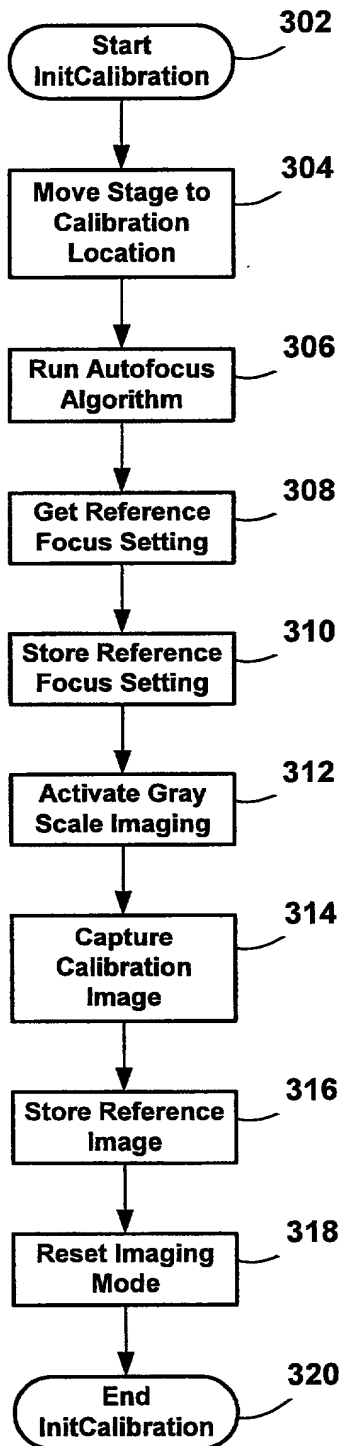 302
Start
InitCalibration
304
Move Stage to
Calibration
Location
306
Run Autofocus
Algorithm
308
Get Reference
Focus Setting
310
Store Reference
Focus Setting
312
Activate Gray
Scale Imaging
314
Capture
Calibration
Image
316
Store Reference
Image
318
Reset Imaging
Mode
320
End
InitCalibration